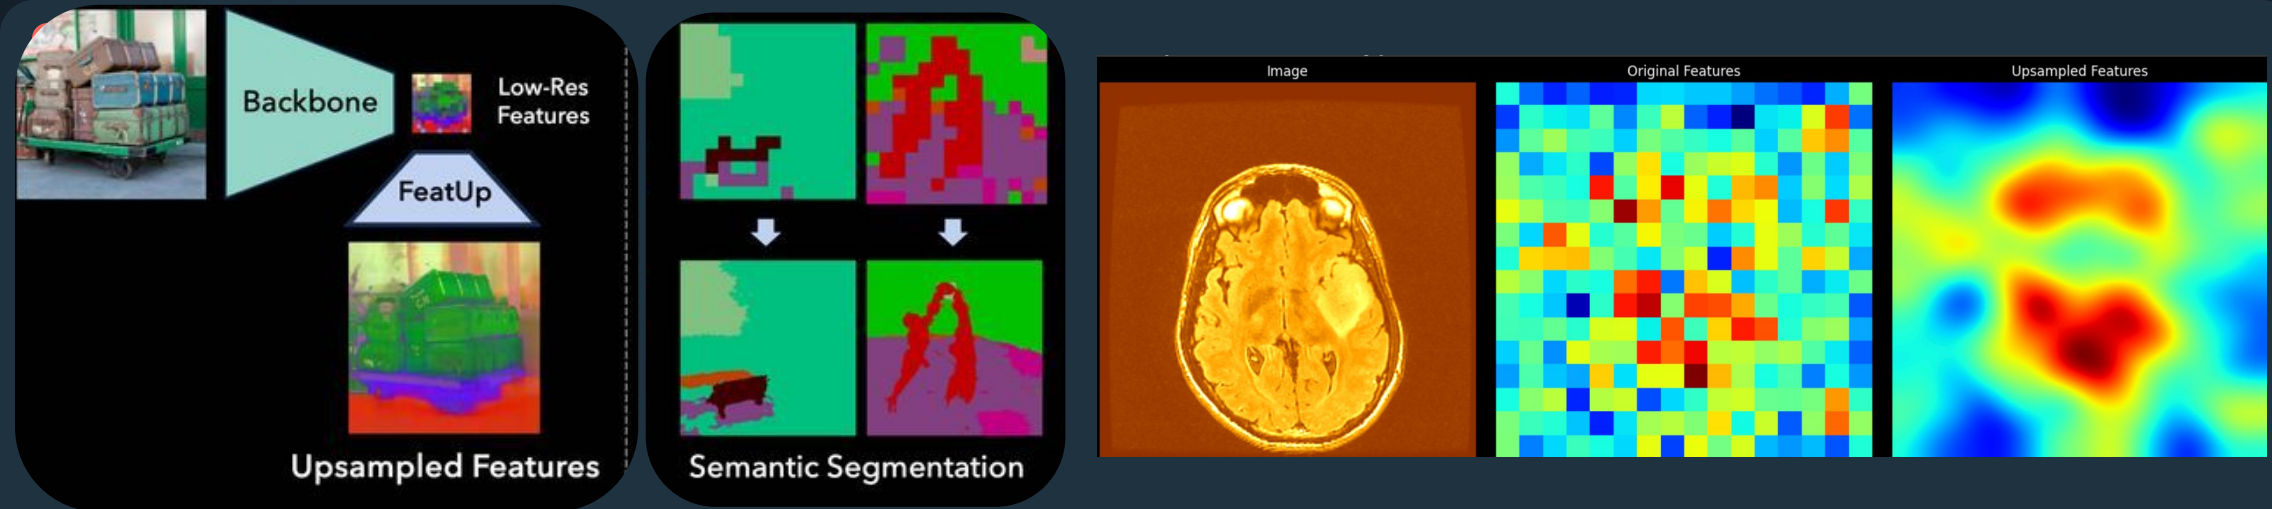 Backbone
Low-Res
Features
FeatUp
Upsampled Features
Semantic Segmentation
Image
Original Features
Upsampled Features